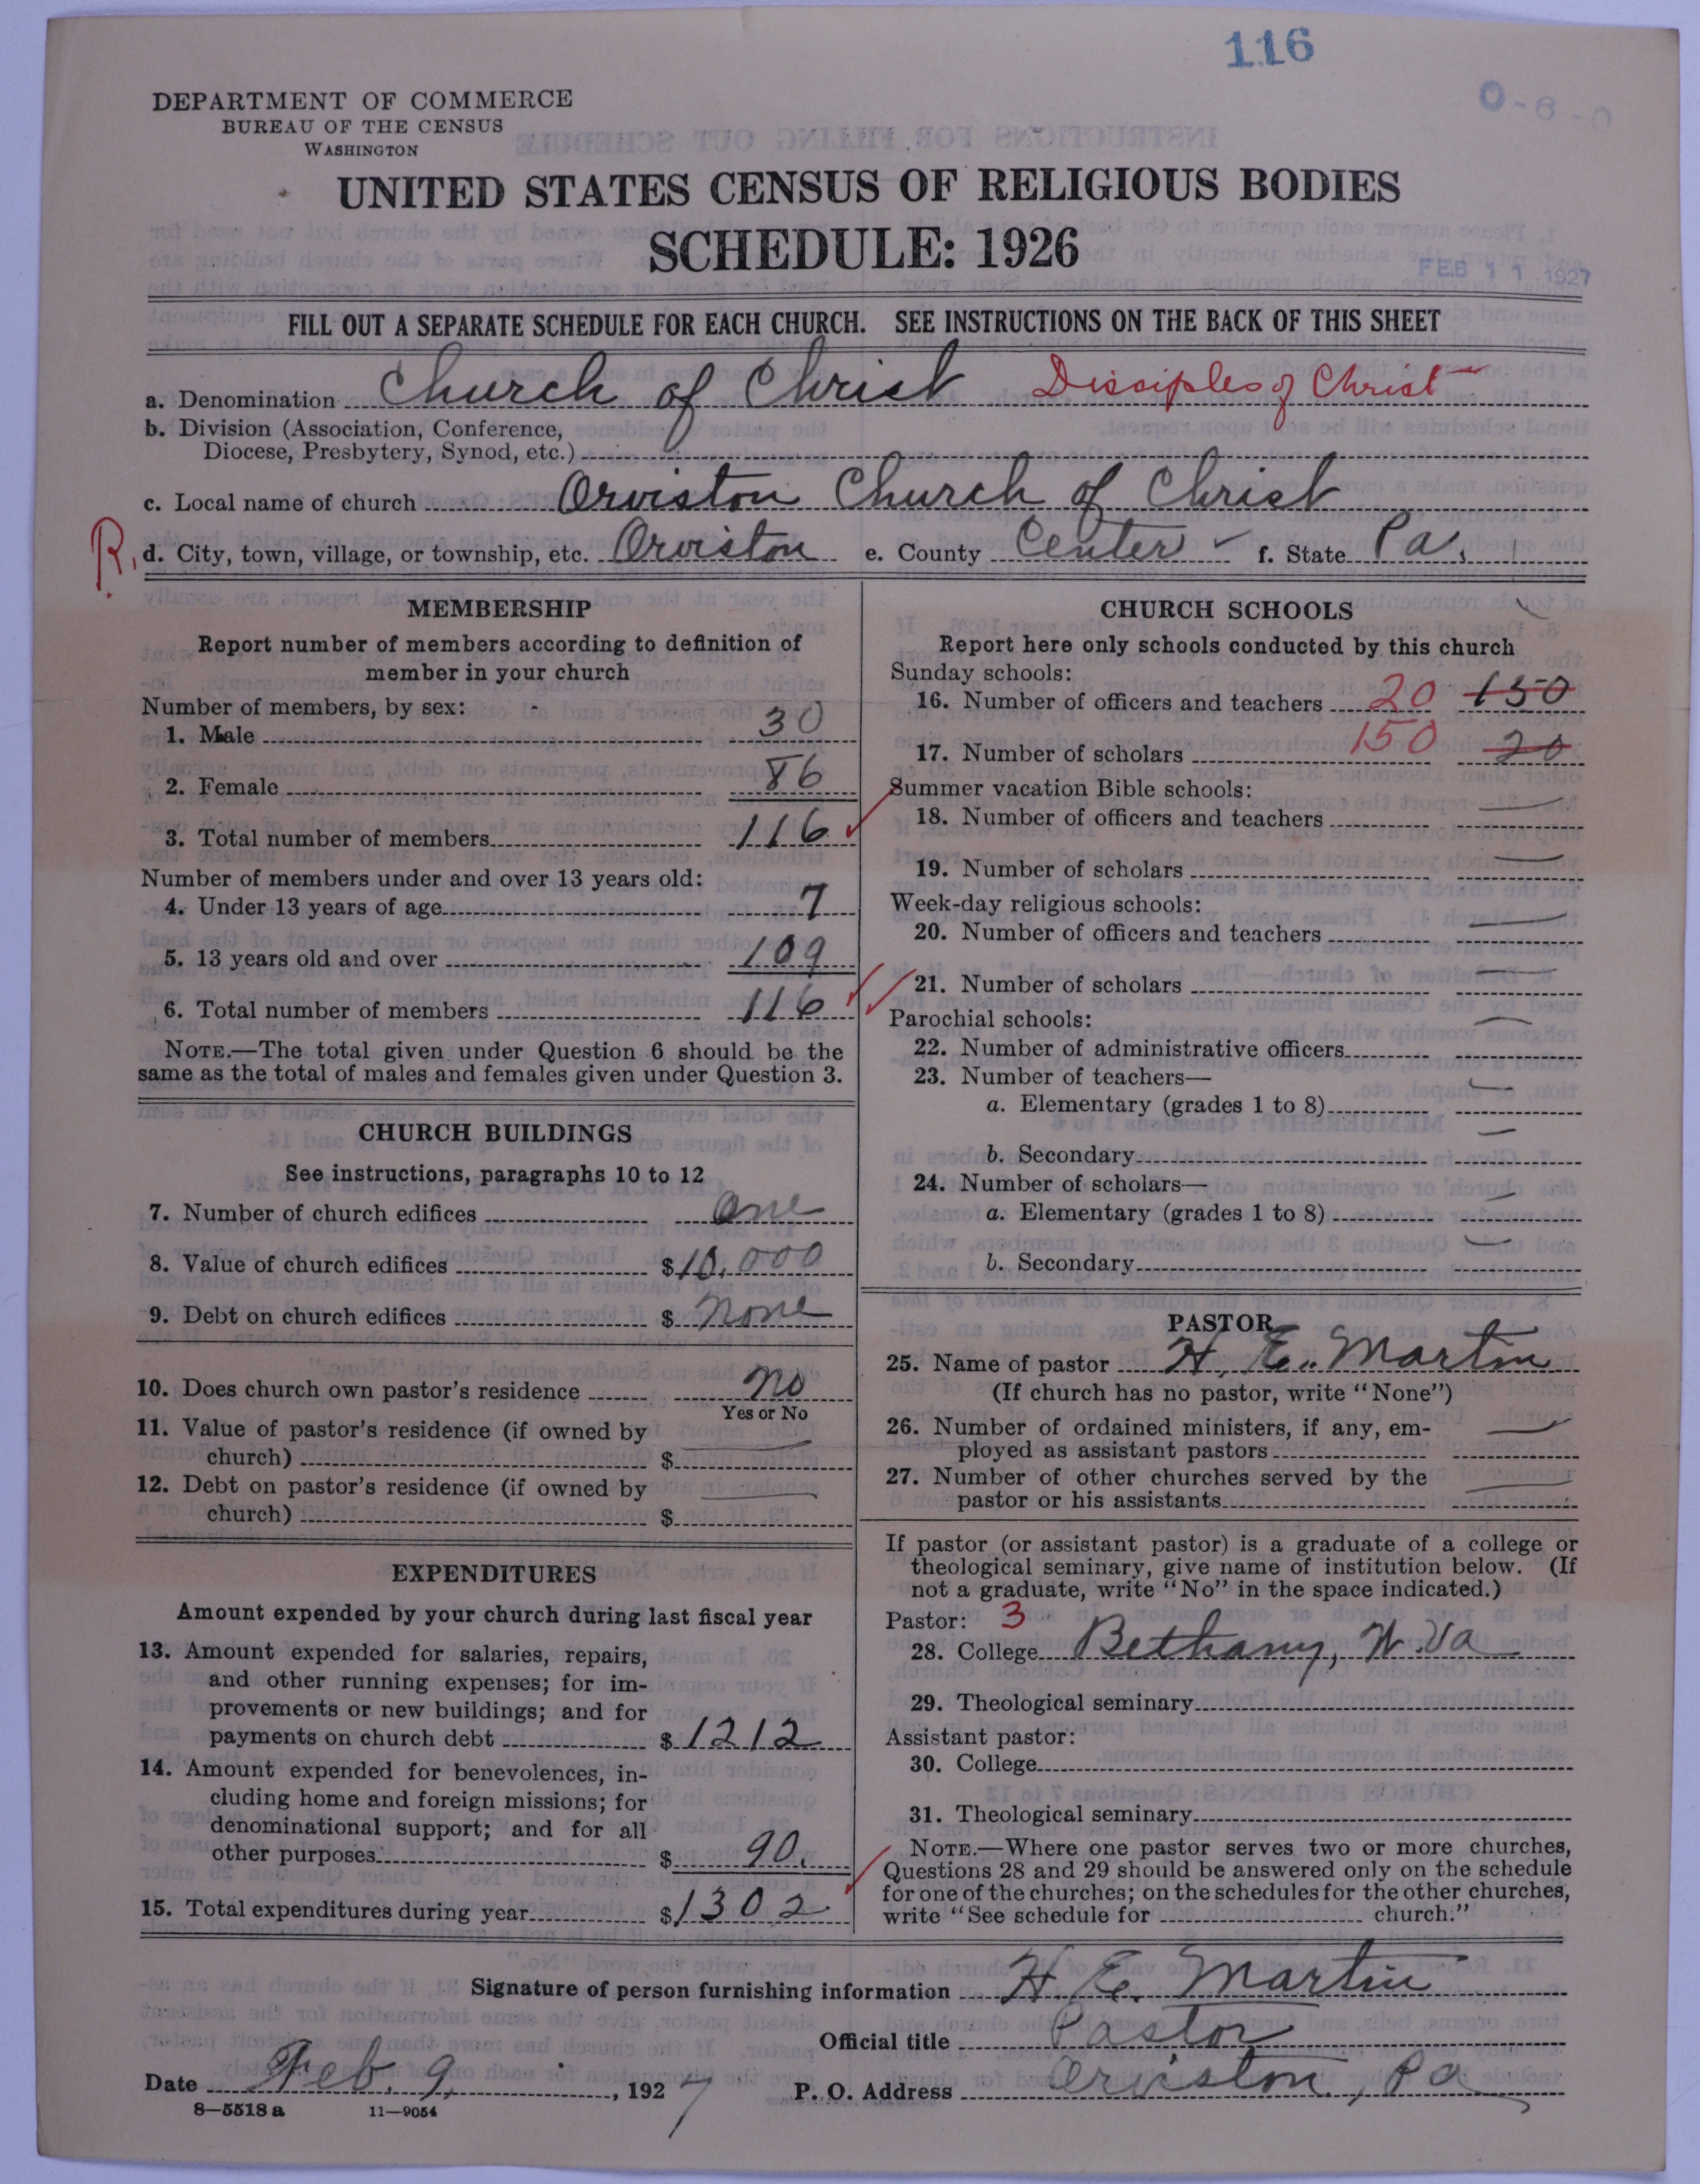 116
0-6-0
DEPARTMENT OF COMMERCE
BUREAU OF THE CENSUS
WASHINGTON
UNITED STATES CENSUS OF RELIGIOUS BODIES
SCHEDULE: 1926
FEB 11 1927
FILL OUT A SEPARATE SCHEDULE FOR EACH CHURCH. SEE INSTRUCTIONS ON THE BACK OF THIS SHEET
a. Denomination Church of Christ Disciples of Christ
b. Division (Association, Conference,
Diocese, Presbytery, Synod, etc.)
c. Local name of church Orviston Church of Christ
R. d. City, town, village, or township, etc. Orviston e. County Center f. State Pa.
MEMBERSHIP
Report number of members according to definition of
member in your church
Number of members, by sex:
1. Male 30
2. Female 86
3. Total number of members 116
Number of members under and over 13 years old:
4. Under 13 years of age 7
5. 13 years old and over 109
6. Total number of members 116
NOTE.—The total given under Question 6 should be the
same as the total of males and females given under Question 3.
CHURCH BUILDINGS
See instructions, paragraphs 10 to 12
7. Number of church edifices One
8. Value of church edifices $10,000
9. Debt on church edifices $ None
10. Does church own pastor's residence No
Yes or No
11. Value of pastor's residence (if owned by
church) $
12. Debt on pastor's residence (if owned by
church) $
EXPENDITURES
Amount expended by your church during last fiscal year
13. Amount expended for salaries, repairs,
and other running expenses; for im-
provements or new buildings; and for
payments on church debt $1212
14. Amount expended for benevolences, in-
cluding home and foreign missions; for
denominational support; and for all
other purposes $ 90.
15. Total expenditures during year $1302
CHURCH SCHOOLS
Report here only schools conducted by this church
Sunday schools:
16. Number of officers and teachers 20 150
17. Number of scholars 150 20
Summer vacation Bible schools:
18. Number of officers and teachers
19. Number of scholars
Week-day religious schools:
20. Number of officers and teachers
21. Number of scholars
Parochial schools:
22. Number of administrative officers
23. Number of teachers—
a. Elementary (grades 1 to 8)
b. Secondary
24. Number of scholars—
a. Elementary (grades 1 to 8)
b. Secondary
PASTOR
25. Name of pastor H. E. Martin
(If church has no pastor, write "None")
26. Number of ordained ministers, if any, em-
ployed as assistant pastors
27. Number of other churches served by the
pastor or his assistants
If pastor (or assistant pastor) is a graduate of a college or
theological seminary, give name of institution below. (If
not a graduate, write "No" in the space indicated.)
Pastor: 3
28. College Bethany, W. Va
29. Theological seminary
Assistant pastor:
30. College
31. Theological seminary
NOTE.—Where one pastor serves two or more churches,
Questions 28 and 29 should be answered only on the schedule
for one of the churches; on the schedules for the other churches,
write "See schedule for church."
Signature of person furnishing information H. E. Martin
Official title Pastor
Date Feb. 9, 1927 P. O. Address Orviston, Pa
8—5518 a 11—9054